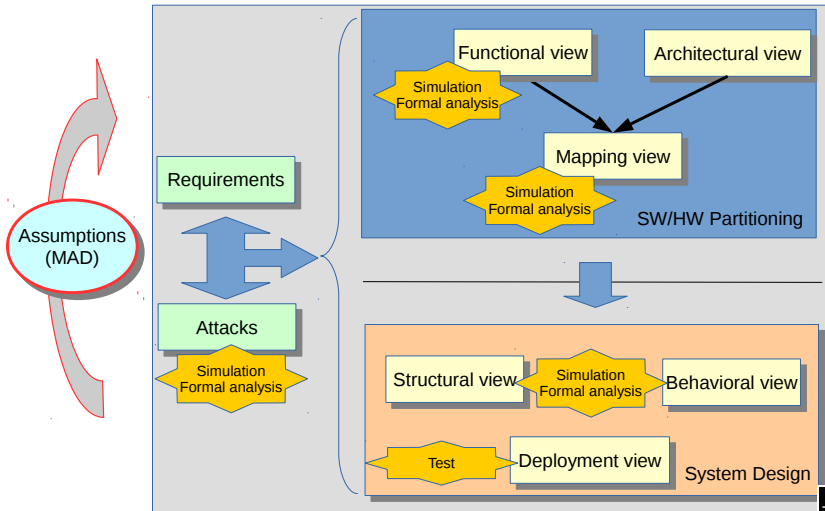 Functional view
Architectural view
Simulation
Formal analysis
Mapping view
Simulation
Formal analysis
SW/HW Partitioning
Requirements
Assumptions
(MAD)
Attacks
Simulation
Formal analysis
Structural view
Simulation
Formal analysis
Behavioral view
Test
Deployment view
System Design